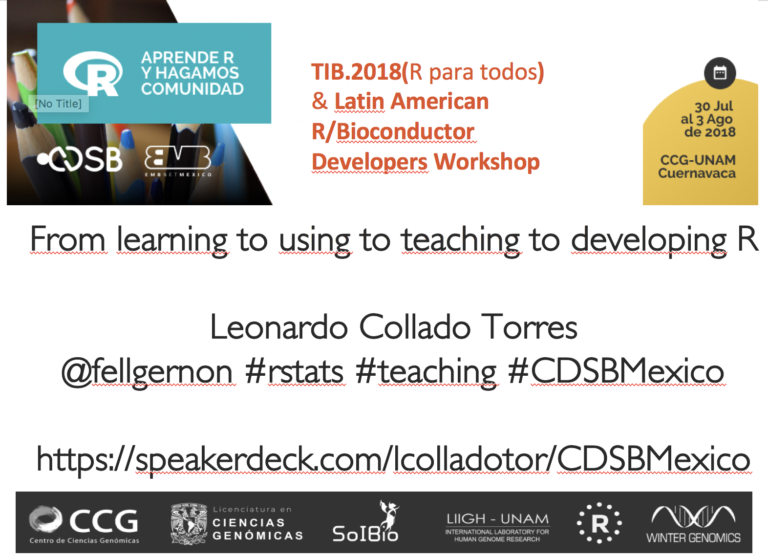 APRENDE R
Y HAGAMOS
COMUNIDAD
[No Title]
CDSB
EMBNETMEXICO
TIB.2018(R para todos)
& Latin American
R/Bioconductor
Developers Workshop
30 Jul
al 3 Ago
de 2018
CCG-UNAM
Cuernavaca
From learning to using to teaching to developing R
Leonardo Collado Torres
@fellgernon #rstats #teaching #CDSBMexico
https://speakerdeck.com/lcolladotor/CDSBMexico
CCG
Centro de Ciencias Genómicas
Licenciatura en
CIENCIAS
GENÓMICAS
SoIBio
LIIGH - UNAM
INTERNATIONAL LABORATORY FOR
HUMAN GENOME RESEARCH
R
WINTER GENOMICS